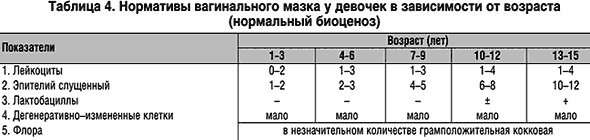 Таблица 4. Нормативы вагинального мазка у девочек в зависимости от возраста
(нормальный биоценоз)
Показатели Возраст (лет)
1–3 4–6 7–9 10–12 13–15
1. Лейкоциты 0–2 1–3 1–3 1–4 1–4
2. Эпителий слущенный 1–2 2–3 4–5 6–8 10–12
3. Лактобациллы – – – ± +
4. Дегенеративно–измененные клетки мало мало мало мало мало
5. Флора в незначительном количестве грамположительная кокковая